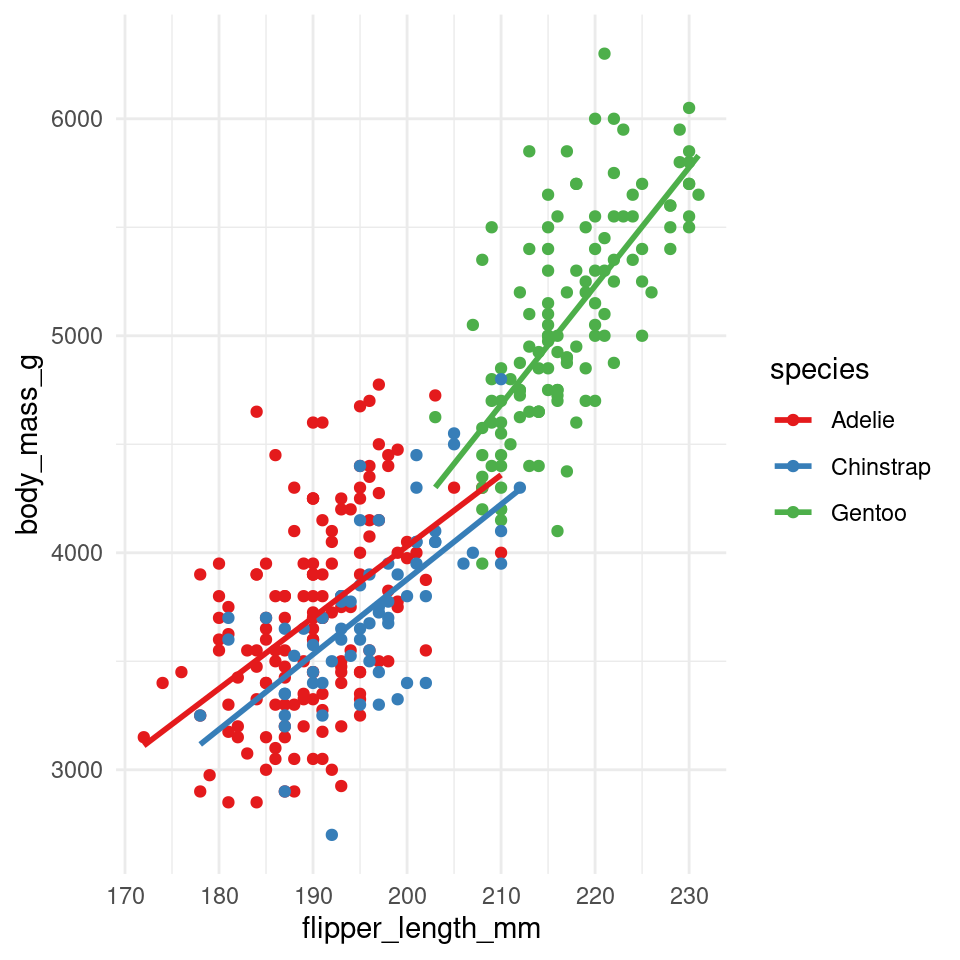 body_mass_g
6000
5000
4000
3000
170 180 190 200 210 220 230
flipper_length_mm
species
Adelie
Chinstrap
Gentoo